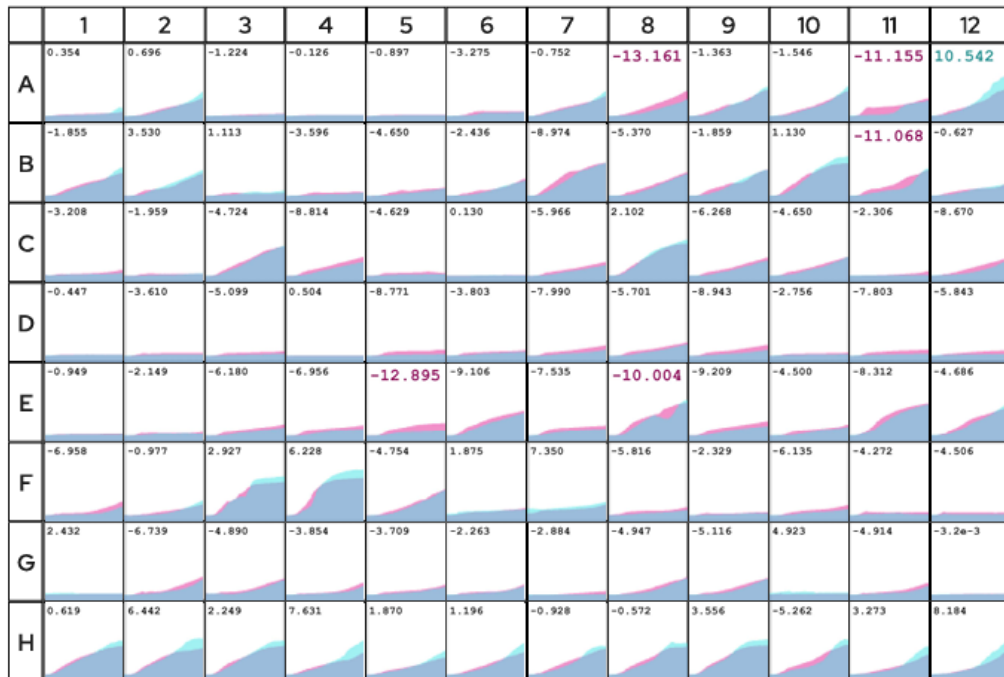 1 2 3 4 5 6 7 8 9 10 11 12
A 0.354 0.696 -1.224 -0.126 -0.897 -3.275 -0.752 -13.161 -1.363 -1.546 -11.155 10.542
B -1.855 3.530 1.113 -3.596 -4.650 -2.436 -8.974 -5.370 -1.859 1.130 -11.068 -0.627
C -3.208 -1.959 -4.724 -8.814 -4.629 0.130 -5.966 2.102 -6.268 -4.650 -2.306 -8.670
D -0.447 -3.610 -5.099 0.504 -8.771 -3.803 -7.990 -5.701 -8.943 -2.756 -7.803 -5.843
E -0.949 -2.149 -6.180 -6.956 -12.895 -9.106 -7.535 -10.004 -9.209 -4.500 -8.312 -4.686
F -6.958 -0.977 2.927 6.228 -4.754 1.875 7.350 -5.816 -2.329 -6.135 -4.272 -4.506
G 2.432 -6.739 -4.890 -3.854 -3.709 -2.263 -2.884 -4.947 -5.116 4.923 -4.914 -3.2e-3
H 0.619 6.442 2.249 7.631 1.870 1.196 -0.928 -0.572 3.556 -5.262 3.273 8.184